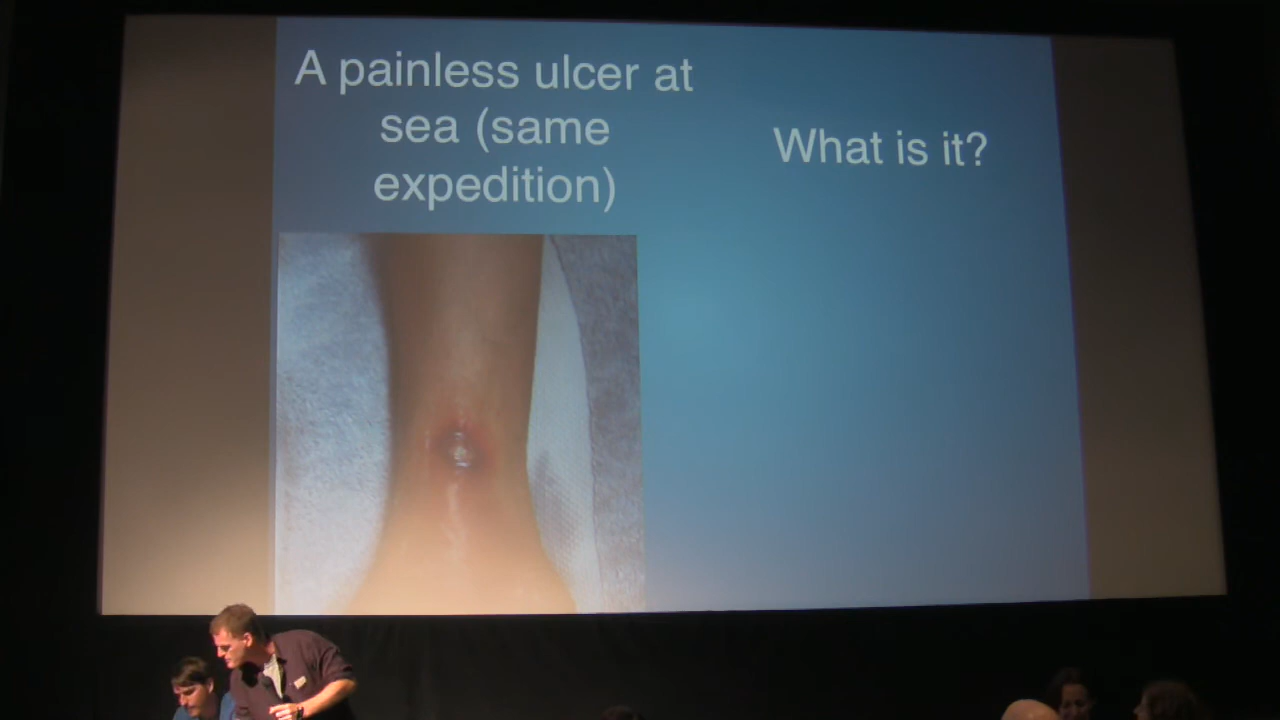 A painless ulcer at
sea (same
expedition)
What is it?